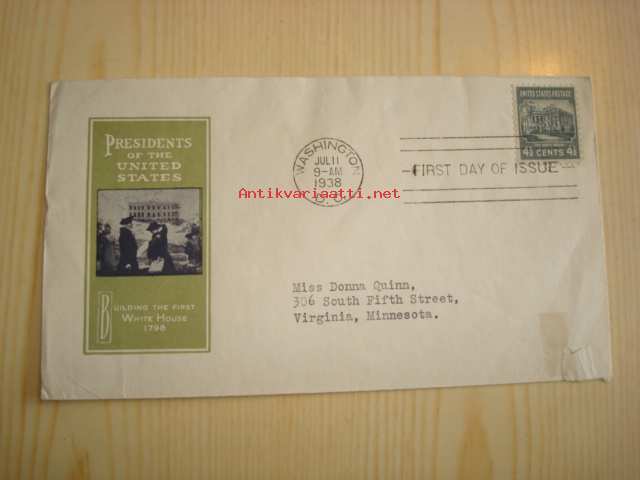 PRESIDENTS
OF THE
UNITED
STATES
BUILDING THE FIRST
WHITE HOUSE
1798
WASHINGTON
JUL 11
9-AM
1938
D.C.
FIRST DAY OF ISSUE
UNITED STATES POSTAGE
4½ CENTS 4½
Antikvariaatti.net
Miss Donna Quinn,
306 South Fifth Street,
Virginia, Minnesota.